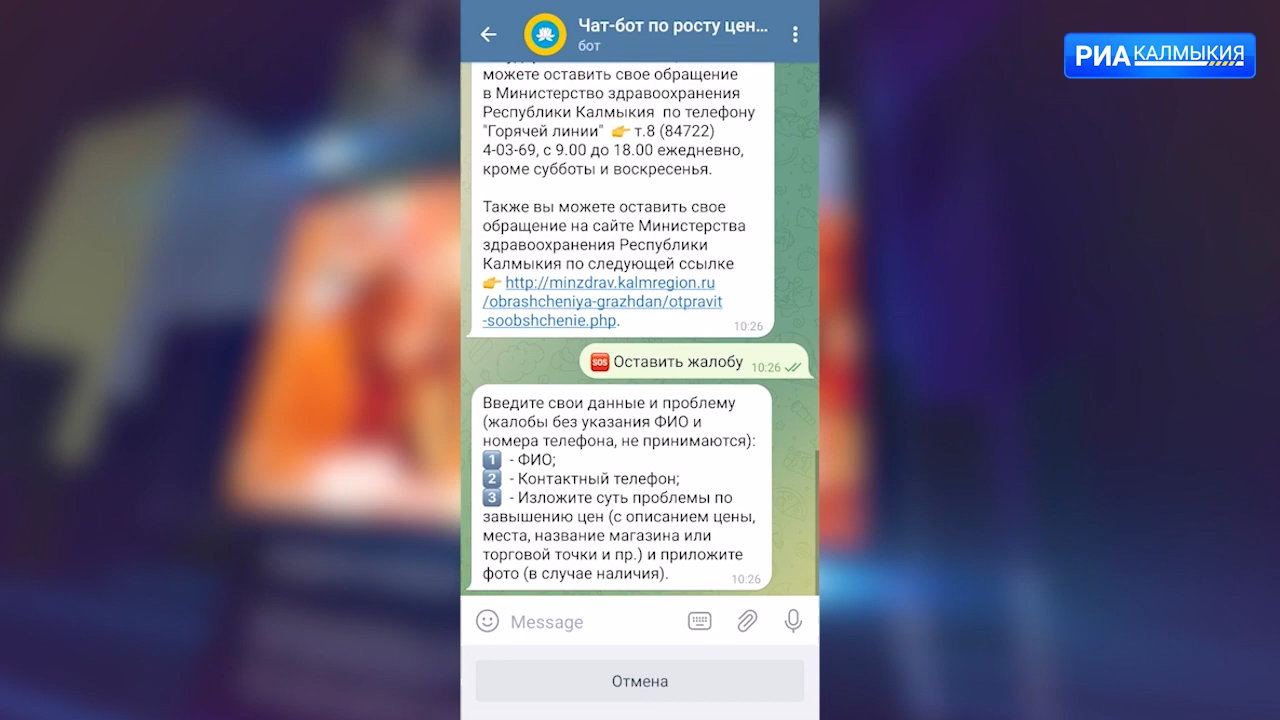 Чат-бот по росту цен…
бот
РИА КАЛМЫКИЯ
можете оставить свое обращение
в Министерство здравоохранения
Республики Калмыкия по телефону
"Горячей линии" 👉 т.8 (84722)
4-03-69, с 9.00 до 18.00 ежедневно,
кроме субботы и воскресенья.
Также вы можете оставить свое
обращение на сайте Министерства
здравоохранения Республики
Калмыкия по следующей ссылке
👉 http://minzdrav.kalmregion.ru
/obrashcheniya-grazhdan/otpravit
-soobshchenie.php.
10:26
🆘 Оставить жалобу 10:26
Введите свои данные и проблему
(жалобы без указания ФИО и
номера телефона, не принимаются):
1️⃣ - ФИО;
2️⃣ - Контактный телефон;
3️⃣ - Изложите суть проблемы по
завышению цен (с описанием цены,
места, название магазина или
торговой точки и пр.) и приложите
фото (в случае наличия).
10:26
Message
Отмена